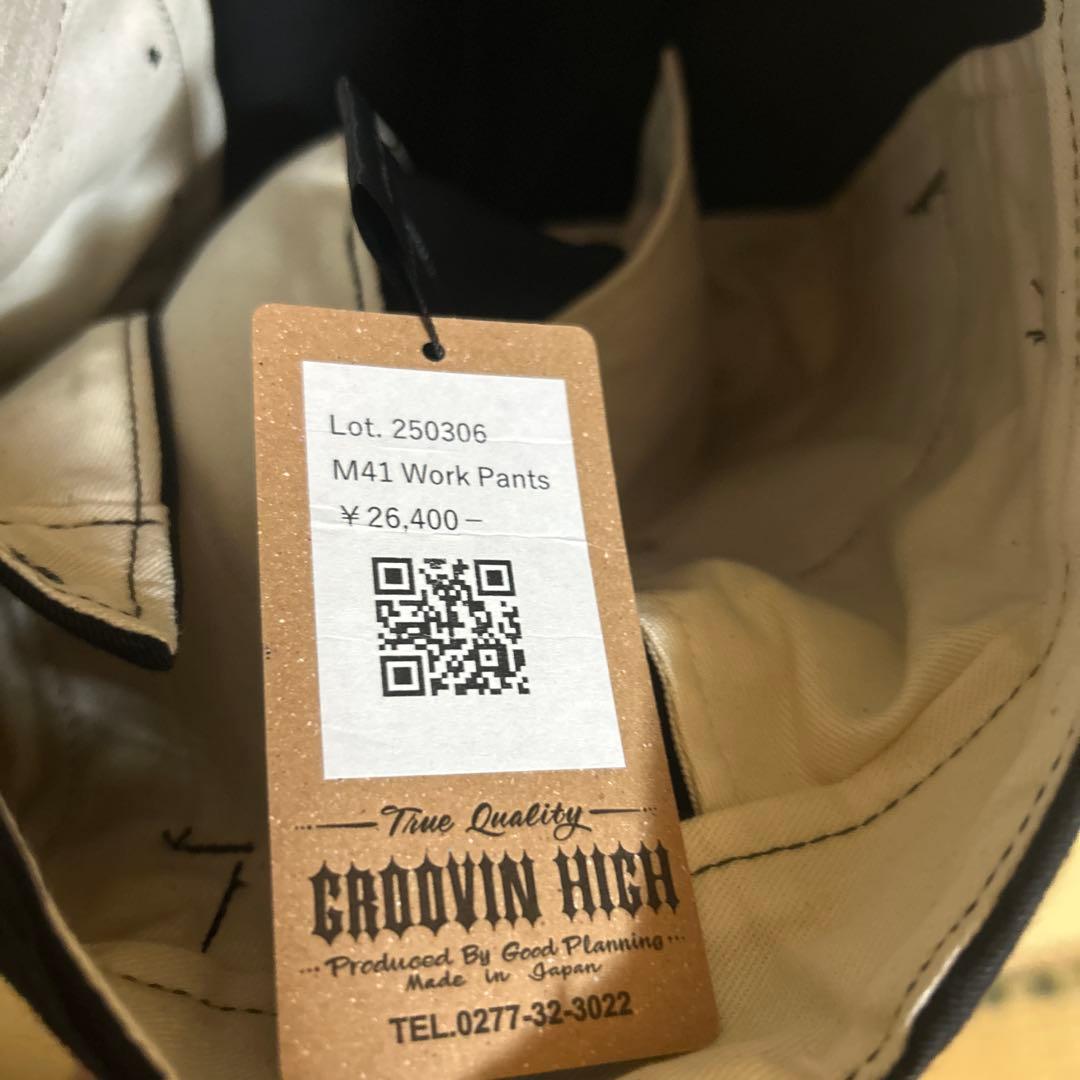 Lot. 250306
M41 Work Pants
￥26,400－
True Quality
GROOVIN HIGH
Produced By Good Planning
Made in Japan
TEL.0277-32-3022